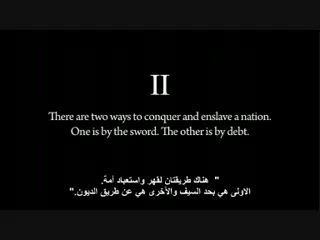 II
There are two ways to conquer and enslave a nation.
One is by the sword. The other is by debt.
" هناك طريقتان لقهر واستعباد أمة.
الاولى هي بحد السيف والأخرى هي عن طريق الديون."